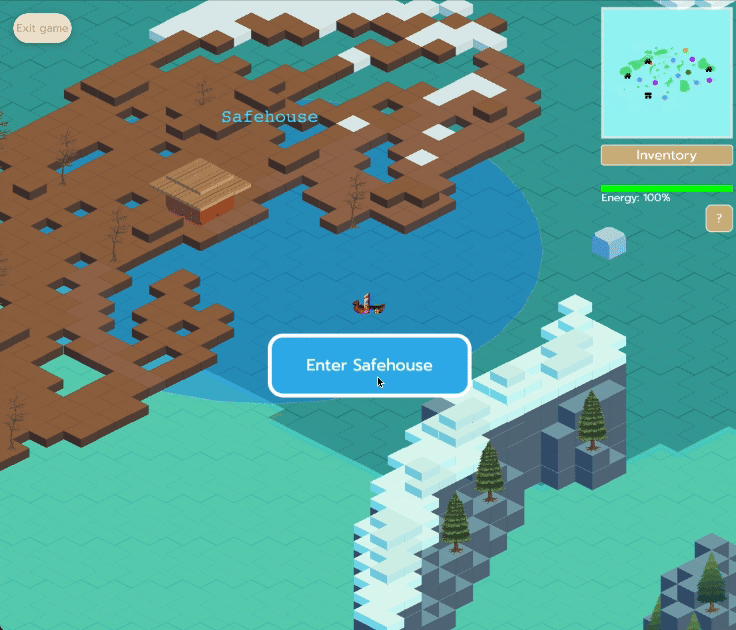 Exit game
Safehouse
Inventory
Energy: 100%
?
Enter Safehouse